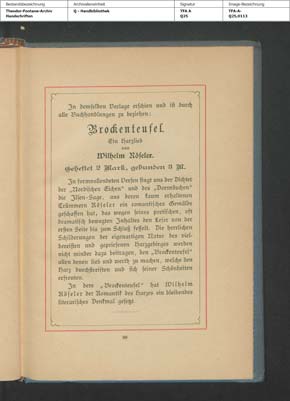 Bestandsbezeichnung Archivalieneinheit Signatur Image-Bezeichnung
Theodor-Fontane-Archiv Q - Handbibliothek TFA A TFA-A-
Handschriften Q25 Q25,0113
In demselben Verlage erschien und ist durch
alle Buchhandlungen zu beziehen:
Brockenteufel.
Ein Harzlied
von
Wilhelm Röseler.
Geheftet 2 Mark, gebunden 3 M.
In formvollendeten Versen singt uns der Dichter
der „Nordischen Eichen“ und des
die Ilsen-Sage, aus deren kaum erhaltenen
Trümmern Röseler ein romantisches Gemälde
geschaffen hat, das wegen seines poetischen, oft
dramatisch bewegten Inhaltes den Leser von der
ersten Seite bis zum Schluß fesselt. Die herrlichen
Schilderungen der eigenartigen Natur des viel-
bereisten und gepriesenen Harzgebirges werden
nicht minder dazu beitragen, den „Brockenteufel“
allen denen lieb und werth zu machen, welche den
Harz durchstreiften und sich seiner Schönheiten
erfreuten.
In dem „Brockenteufel“ hat Wilhelm
Röseler der Romantik des Harzes ein bleibendes
literarisches Denkmal gesetzt.